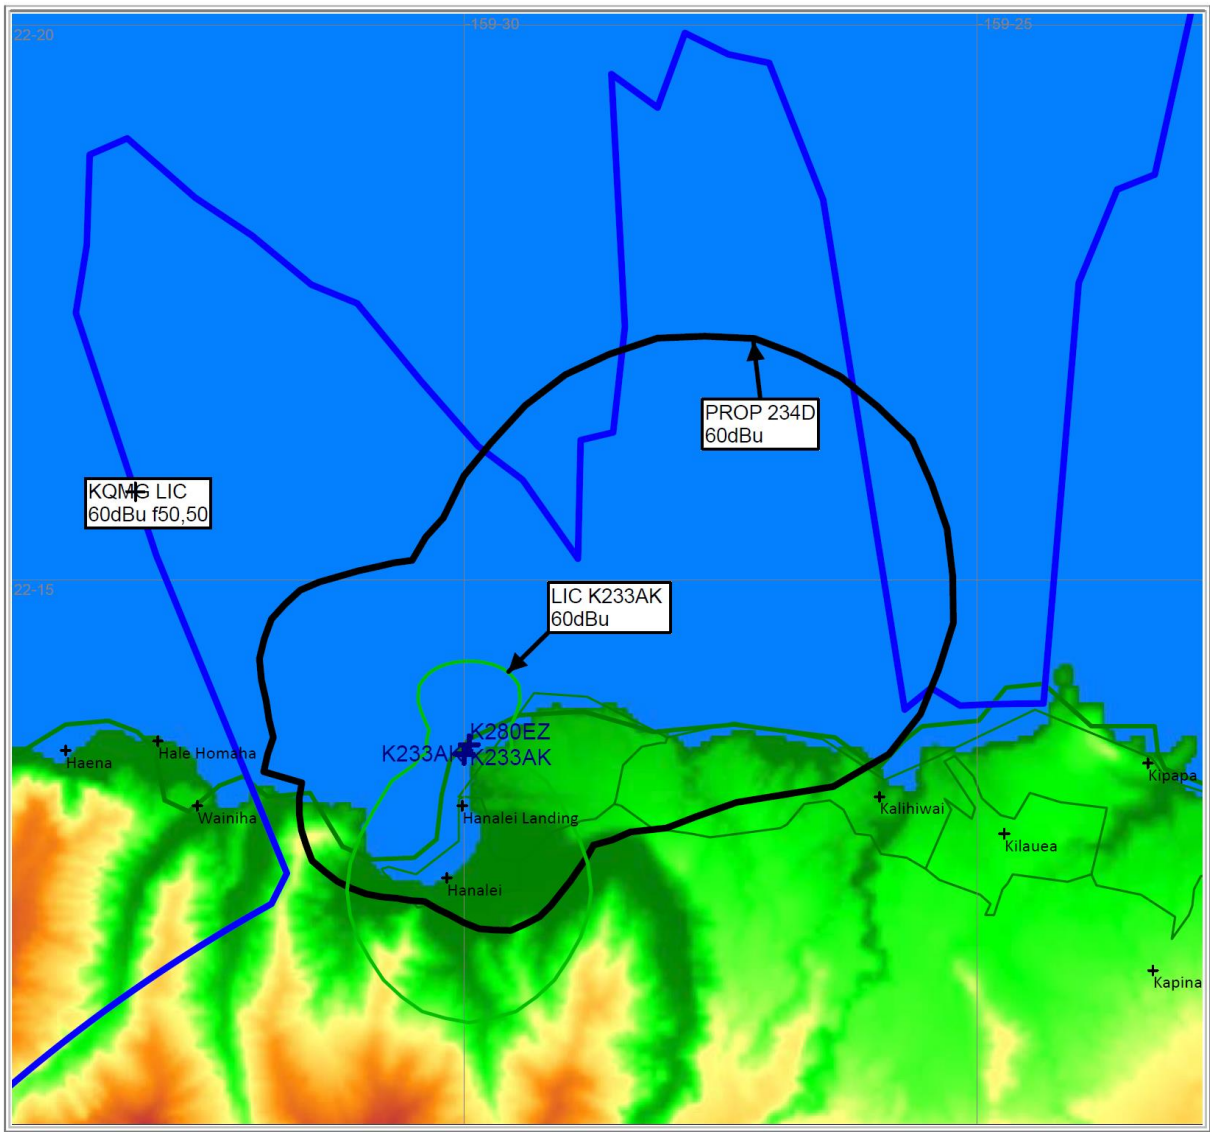 22-20
159-30
159-25
PROP 234D
60dBu
KQMG LIC
60dBu f50,50
22-15
LIC K233AK
60dBu
K280EZ
K233AK
K233AK
Haena
Hale Homaha
Kipapa
Wainiha
Hanalei Landing
Kalihiwai
Kilauea
Hanalei
Kapina